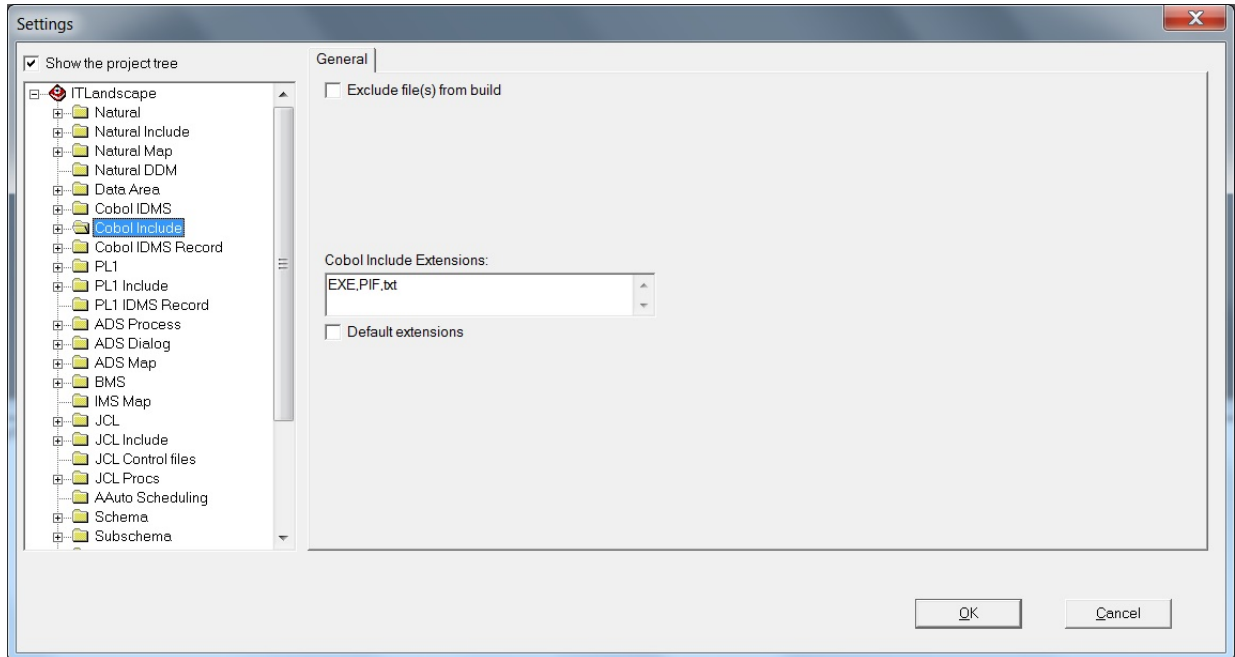 Settings
Show the project tree
ITLandscape
Natural
Natural Include
Natural Map
Natural DDM
Data Area
Cobol IDMS
Cobol Include
Cobol IDMS Record
PL1
PL1 Include
PL1 IDMS Record
ADS Process
ADS Dialog
ADS Map
BMS
IMS Map
JCL
JCL Include
JCL Control files
JCL Procs
AAuto Scheduling
Schema
Subschema
General
Exclude file(s) from build
Cobol Include Extensions:
EXE,PIF,txt
Default extensions
OK
Cancel